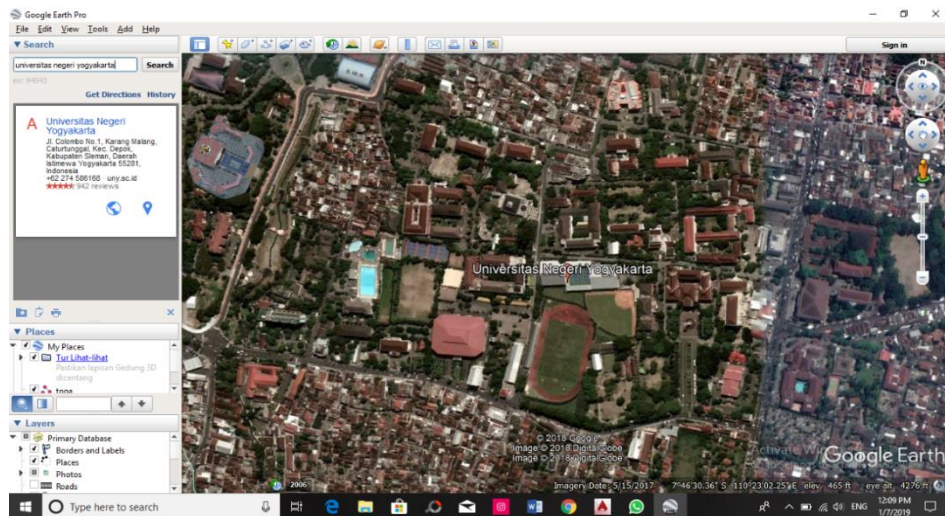 Google Earth Pro
File Edit View Tools Add Help
▼ Search
universitas negeri yogyakarta
Search
ex: 94043
Get Directions History
A
Universitas Negeri
Yogyakarta
Jl. Colombo No.1, Karang Malang,
Caturtunggal, Kec. Depok,
Kabupaten Sleman, Daerah
Istimewa Yogyakarta 55281,
Indonesia
+62 274 586168 - uny.ac.id
942 reviews
▼ Places
My Places
Tur Lihat-lihat
Pastikan lapisan Gedung 3D
dicentang
▼ Layers
Primary Database
Borders and Labels
Places
Photos
Roads
Sign in
N
Universitas Negeri Yogyakarta
© 2018 Google
Image © 2018 DigitalGlobe
Image © 2018 DigitalGlobe
Google Earth
2006
Imagery Date: 5/15/2017 7°46'30.36" S 110°23'02.25" E elev 465 ft eye alt 4276 ft
Type here to search
ENG
12:09 PM
1/7/2019